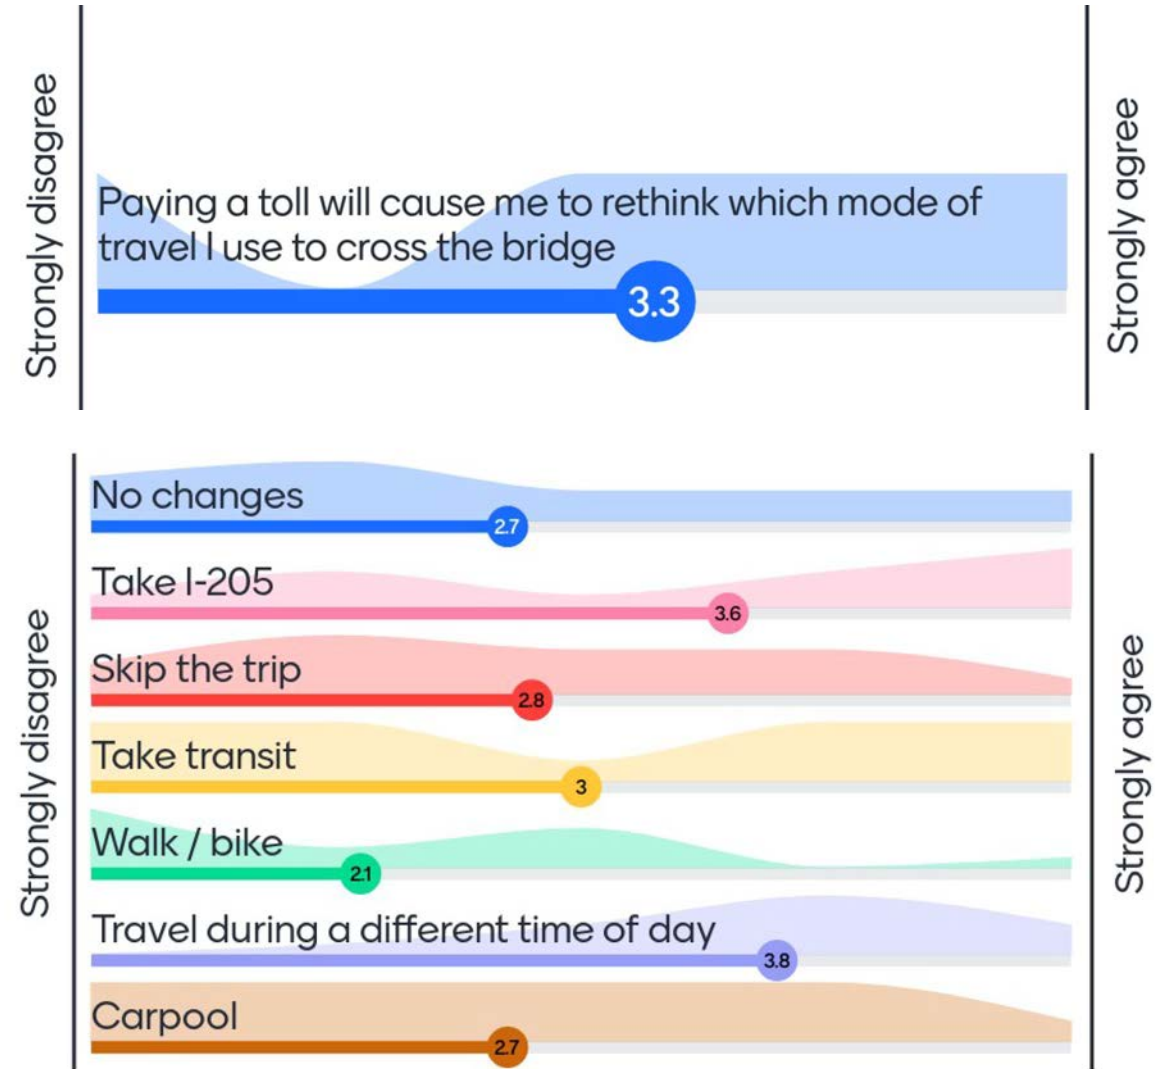 Strongly disagree
Paying a toll will cause me to rethink which mode of
travel I use to cross the bridge
3.3
Strongly agree
Strongly disagree
No changes
2.7
Take I-205
3.6
Skip the trip
2.8
Take transit
3
Walk / bike
2.1
Travel during a different time of day
3.8
Carpool
2.7
Strongly agree